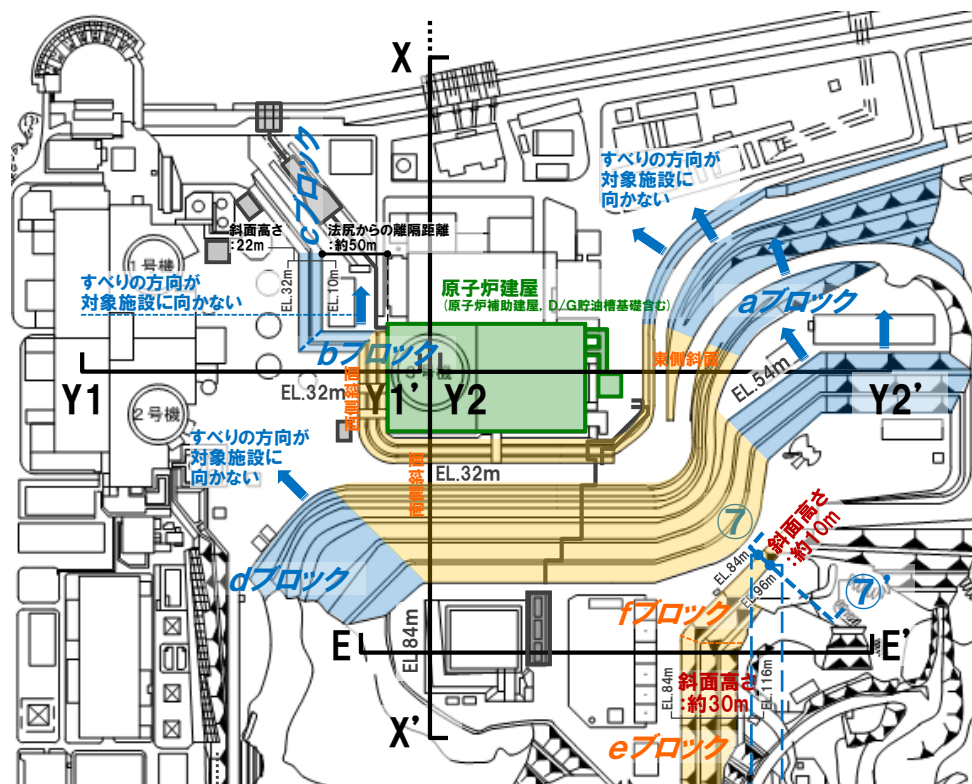 X
すべりの方向が
対象施設に
向かない
cブロック
斜面高さ
:22m
法尻からの離隔距離
:約50m
1号機
EL.32m
EL.10m
すべりの方向が
対象施設に向かない
原子炉建屋
(原子炉補助建屋, D/G貯油槽基礎含む)
aブロック
bブロック
東側斜面
3号機
EL.54m
Y1
EL.32m
Y1'
Y2
Y2'
西側斜面
2号機
すべりの方向が
対象施設に
向かない
南側斜面
EL.32m
⑦
斜面高さ
:約10m
EL.84m
EL.96m
⑦'
dブロック
fブロック
E
EL.84m
E'
斜面高さ
:約30m
EL.84m
EL.116m
X'
eブロック